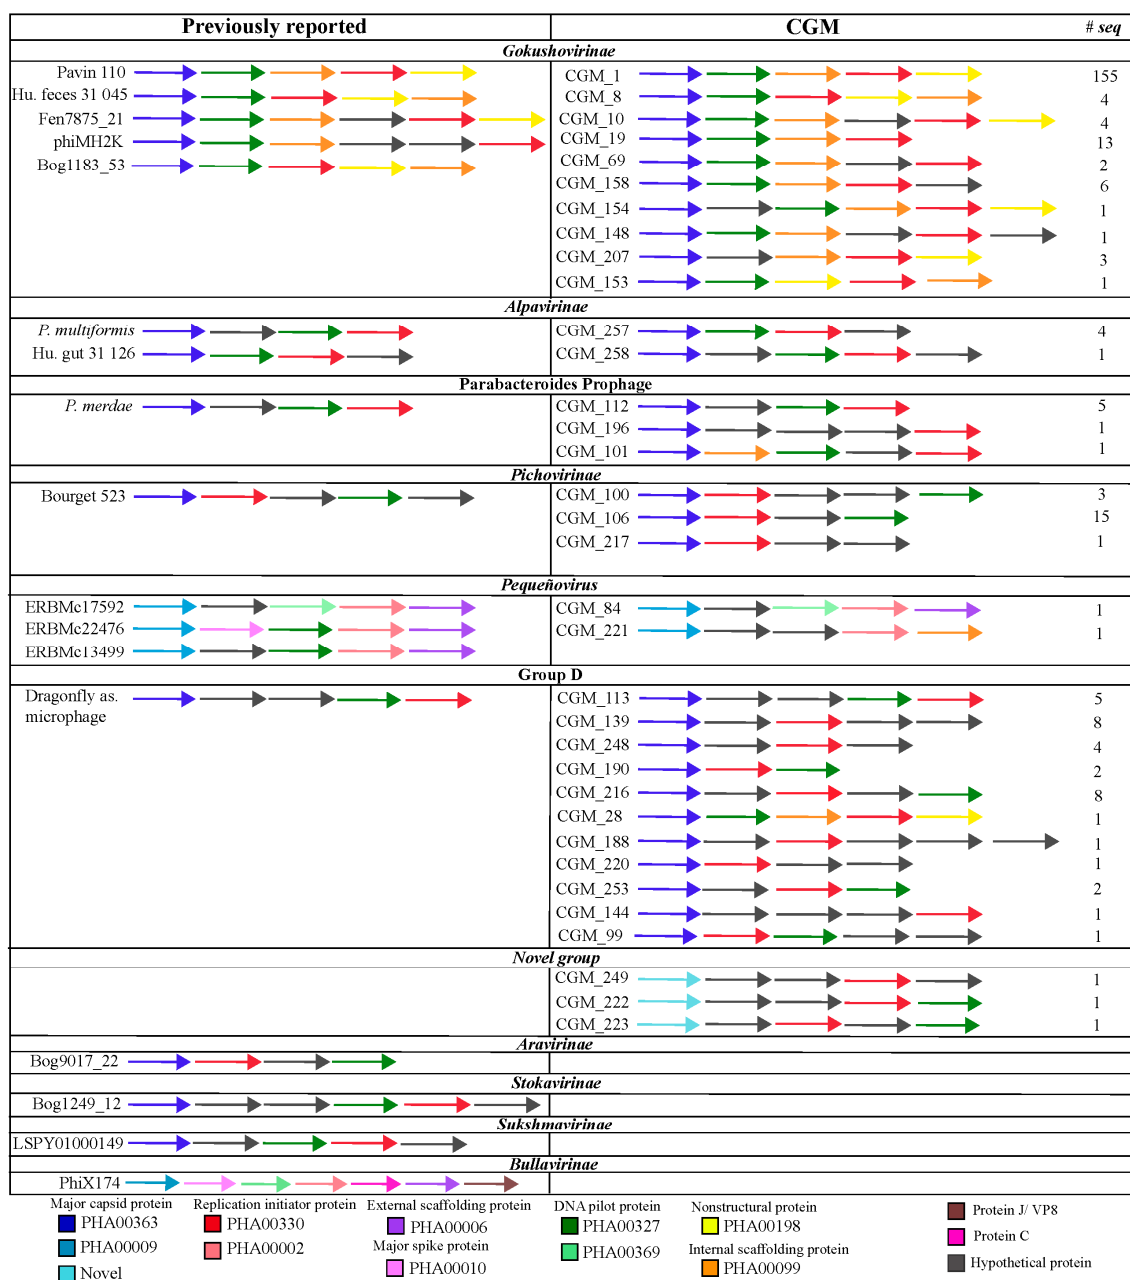 Previously reported CGM # seq
Gokushovirinae
Pavin 110 CGM_1 155
Hu. feces 31 045 CGM_8 4
Fen7875_21 CGM_10 4
phiMH2K CGM_19 13
Bog1183_53 CGM_69 2
CGM_158 6
CGM_154 1
CGM_148 1
CGM_207 3
CGM_153 1
Alpavirinae
P. multiformis CGM_257 4
Hu. gut 31 126 CGM_258 1
Parabacteroides Prophage
P. merdae CGM_112 5
CGM_196 1
CGM_101 1
Pichovirinae
Bourget 523 CGM_100 3
CGM_106 15
CGM_217 1
Pequeñovirus
ERBMc17592 CGM_84 1
ERBMc22476 CGM_221 1
ERBMc13499
Group D
Dragonfly as. CGM_113 5
microphage CGM_139 8
CGM_248 4
CGM_190 2
CGM_216 8
CGM_28 1
CGM_188 1
CGM_220 1
CGM_253 2
CGM_144 1
CGM_99 1
Novel group
CGM_249 1
CGM_222 1
CGM_223 1
Aravirinae
Bog9017_22
Stokavirinae
Bog1249_12
Sukshmavirinae
LSPY01000149
Bullavirinae
PhiX174
Major capsid protein
PHA00363
PHA00009
Novel
Replication initiator protein
PHA00330
PHA00002
External scaffolding protein
PHA00006
Major spike protein
PHA00010
DNA pilot protein
PHA00327
PHA00369
Nonstructural protein
PHA00198
Internal scaffolding protein
PHA00099
Protein J/ VP8
Protein C
Hypothetical protein